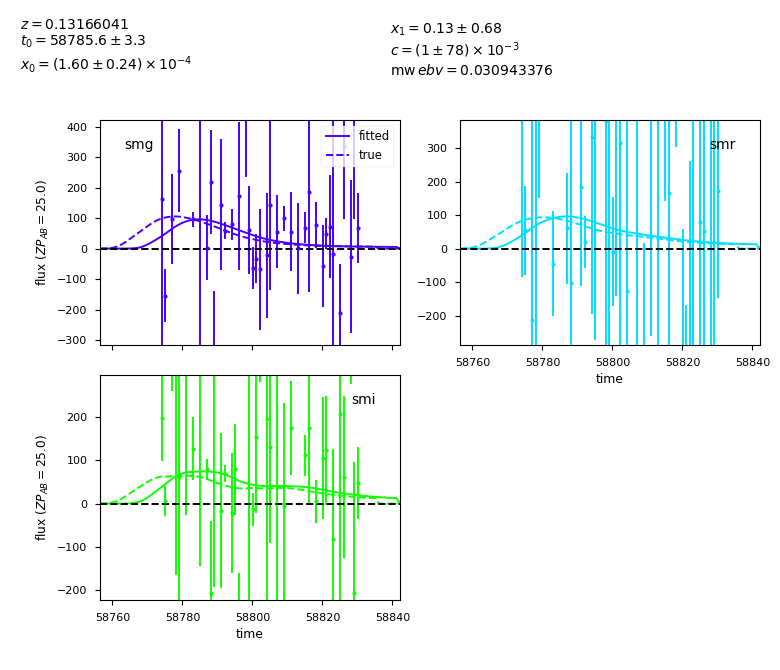 z = 0.13166041
t₀ = 58785.6 ± 3.3
x₀ = (1.60 ± 0.24) × 10⁻⁴
x₁ = 0.13 ± 0.68
c = (1 ± 78) × 10⁻³
mw ebv = 0.030943376
smg
fitted
true
400
300
200
100
0
−100
−200
−300
flux (ZP_AB = 25.0)
smr
300
200
100
0
−100
−200
58760 58780 58800 58820 58840
time
smi
200
100
0
−100
−200
flux (ZP_AB = 25.0)
58760 58780 58800 58820 58840
time